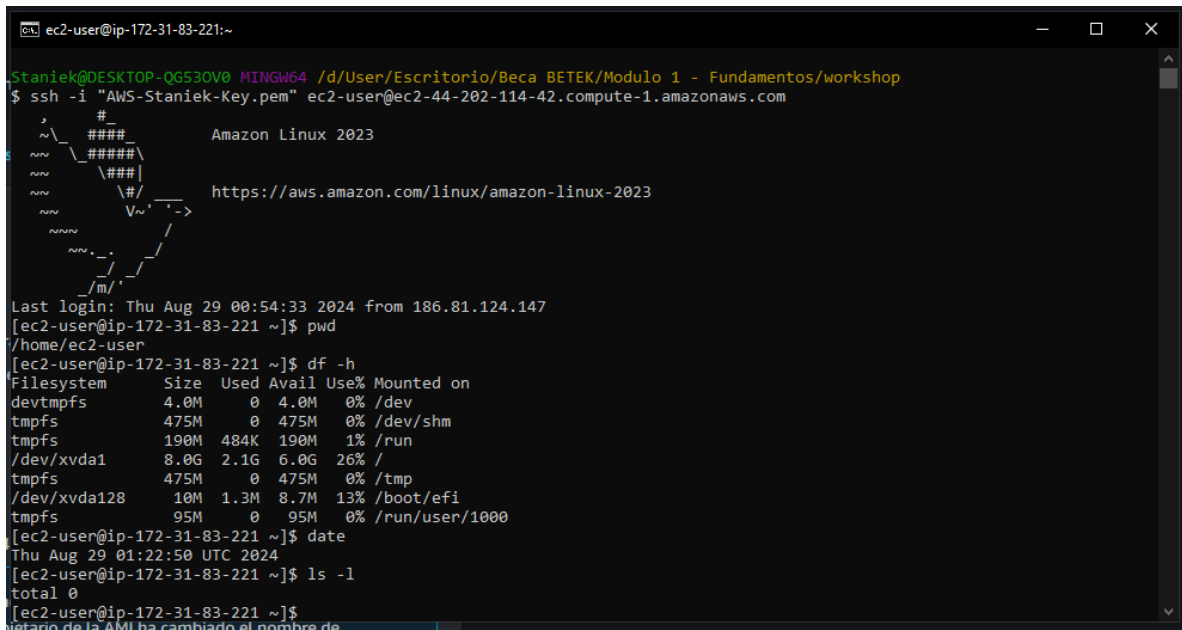 ec2-user@ip-172-31-83-221:~
Staniek@DESKTOP-QG53OV0 MINGW64 /d/User/Escritorio/Beca BETEK/Modulo 1 - Fundamentos/workshop
$ ssh -i "AWS-Staniek-Key.pem" ec2-user@ec2-44-202-114-42.compute-1.amazonaws.com
   ,     #_
   ~\_  ####_        Amazon Linux 2023
  ~~  \_#####\
  ~~     \###|
  ~~       \#/ ___   https://aws.amazon.com/linux/amazon-linux-2023
   ~~       V~' '->
    ~~~         /
      ~~._.   _/
         _/ _/
       _/m/'
Last login: Thu Aug 29 00:54:33 2024 from 186.81.124.147
[ec2-user@ip-172-31-83-221 ~]$ pwd
/home/ec2-user
[ec2-user@ip-172-31-83-221 ~]$ df -h
Filesystem      Size  Used Avail Use% Mounted on
devtmpfs        4.0M     0  4.0M   0% /dev
tmpfs           475M     0  475M   0% /dev/shm
tmpfs           190M  484K  190M   1% /run
/dev/xvda1      8.0G  2.1G  6.0G  26% /
tmpfs           475M     0  475M   0% /tmp
/dev/xvda128     10M  1.3M  8.7M  13% /boot/efi
tmpfs            95M     0   95M   0% /run/user/1000
[ec2-user@ip-172-31-83-221 ~]$ date
Thu Aug 29 01:22:50 UTC 2024
[ec2-user@ip-172-31-83-221 ~]$ ls -l
total 0
[ec2-user@ip-172-31-83-221 ~]$
de la AMI ha cambiado el nombre de